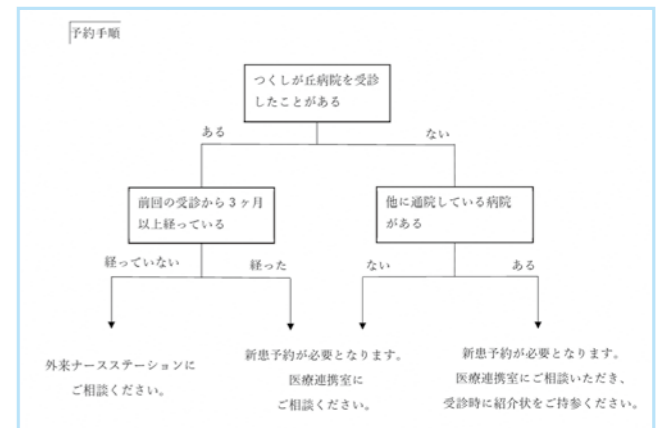 予約手順
つくしが丘病院を受診
したことがある
ある
ない
前回の受診から3ヶ月
以上経っている
他に通院している病院
がある
経っていない
経った
ない
ある
外来ナースステーションに
ご相談ください。
新患予約が必要となります。
医療連携室に
ご相談ください。
新患予約が必要となります。
医療連携室にご相談いただき、
受診時に紹介状をご持参ください。